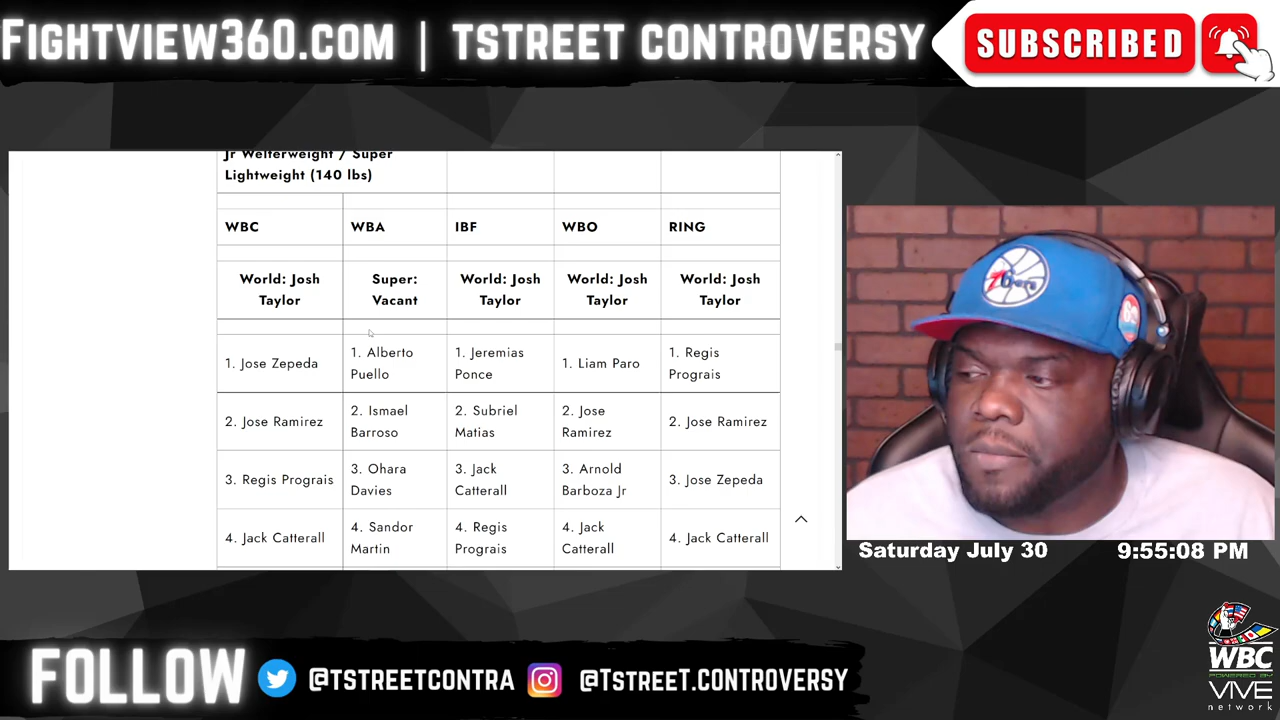 FIGHTVIEW360.COM | TSTREET CONTROVERSY
SUBSCRIBED
Jr Welterweight / Super
Lightweight (140 lbs)
WBC WBA IBF WBO RING
World: Josh Taylor
Super: Vacant
World: Josh Taylor
World: Josh Taylor
World: Josh Taylor
1. Jose Zepeda
1. Alberto Puello
1. Jeremias Ponce
1. Liam Paro
1. Regis Prograis
2. Jose Ramirez
2. Ismael Barroso
2. Subriel Matias
2. Jose Ramirez
2. Jose Ramirez
3. Regis Prograis
3. Ohara Davies
3. Jack Catterall
3. Arnold Barboza Jr
3. Jose Zepeda
4. Jack Catterall
4. Sandor Martin
4. Regis Prograis
4. Jack Catterall
4. Jack Catterall
76ers
Saturday July 30 9:55:08 PM
FOLLOW @TSTREETCONTRA @TSTREET.CONTROVERSY
WBC
POWERED BY
VIVE
network